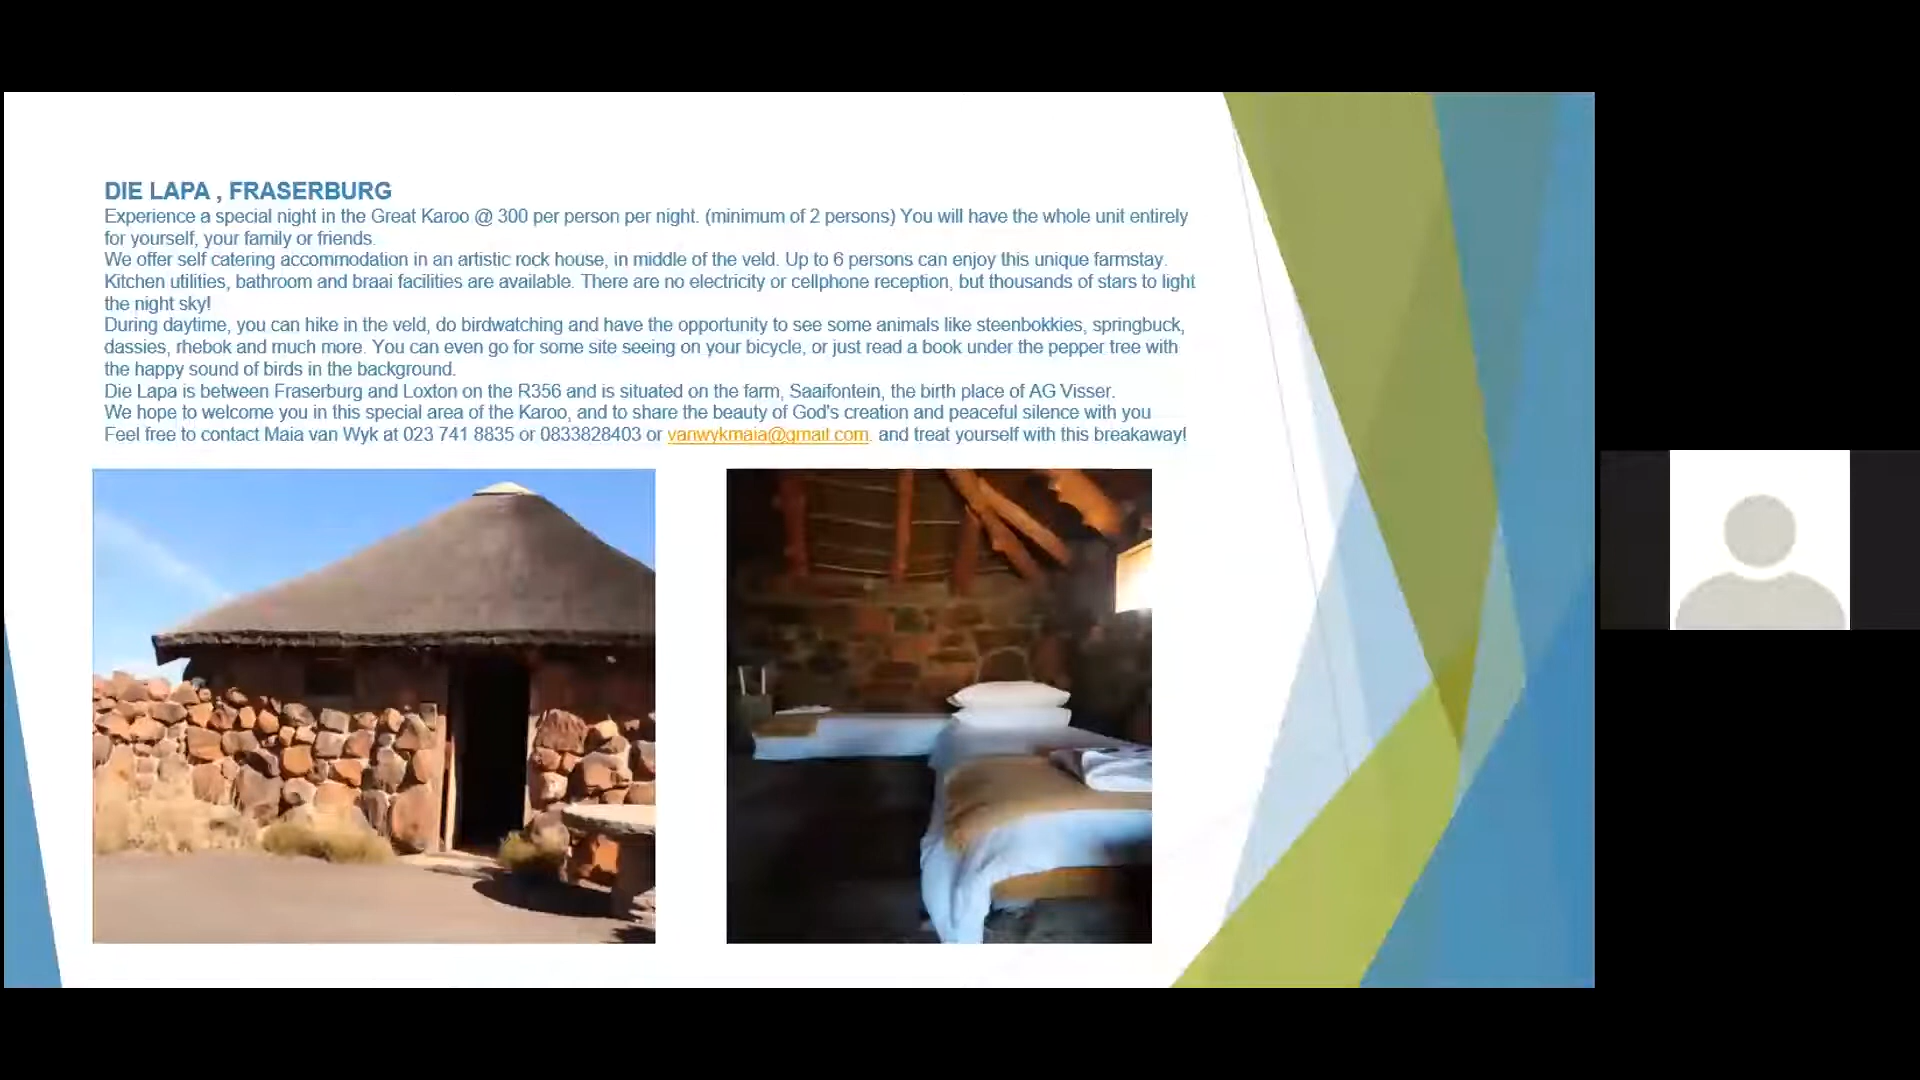 DIE LAPA , FRASERBURG
Experience a special night in the Great Karoo @ 300 per person per night. (minimum of 2 persons) You will have the whole unit entirely
for yourself, your family or friends.
We offer self catering accommodation in an artistic rock house, in middle of the veld. Up to 6 persons can enjoy this unique farmstay.
Kitchen utilities, bathroom and braai facilities are available. There are no electricity or cellphone reception, but thousands of stars to light
the night sky!
During daytime, you can hike in the veld, do birdwatching and have the opportunity to see some animals like steenbokkies, springbuck,
dassies, rhebok and much more. You can even go for some site seeing on your bicycle, or just read a book under the pepper tree with
the happy sound of birds in the background.
Die Lapa is between Fraserburg and Loxton on the R356 and is situated on the farm, Saaifontein, the birth place of AG Visser.
We hope to welcome you in this special area of the Karoo, and to share the beauty of God's creation and peaceful silence with you
Feel free to contact Maia van Wyk at 023 741 8835 or 0833828403 or vanwykmaia@gmail.com. and treat yourself with this breakaway!